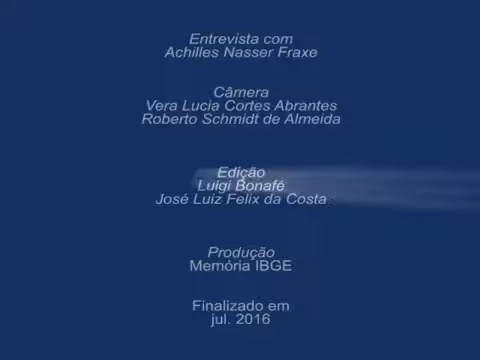 Entrevista com
Achilles Nasser Fraxe
Câmera
Vera Lucia Cortes Abrantes
Roberto Schmidt de Almeida
Edição
Luigi Bonafé
José Luiz Felix da Costa
Produção
Memória IBGE
Finalizado em
jul. 2016